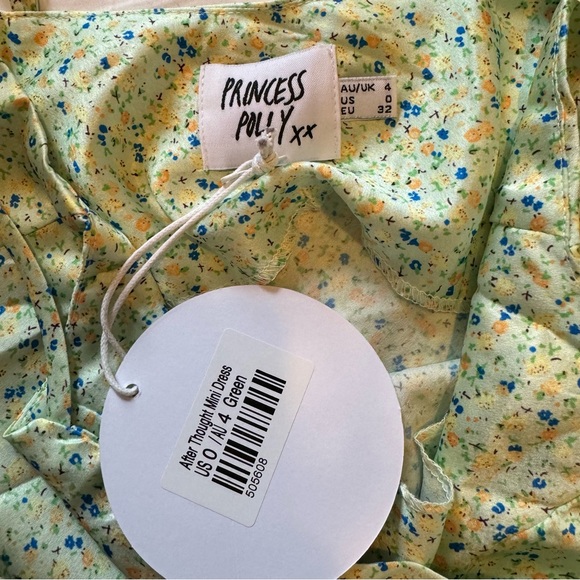 PRINCESS
POLLY xx
AU/UK 4
US 0
EU 32
After Thought Mini Dress
US 0 / AU 4 Green
505608